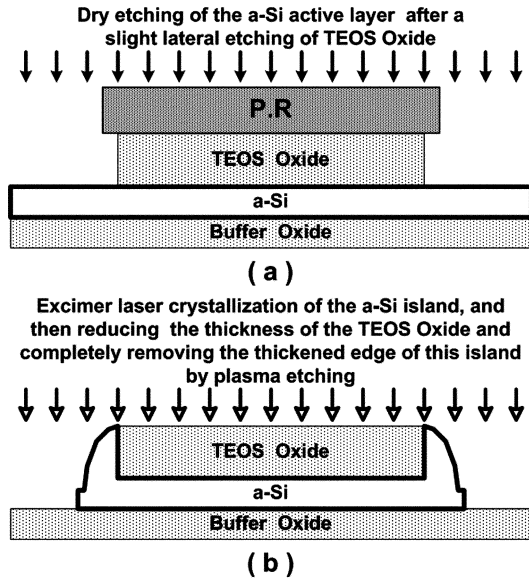 Dry etching of the a-Si active layer after a
slight lateral etching of TEOS Oxide
P.R
TEOS Oxide
a-Si
Buffer Oxide
( a )
Excimer laser crystallization of the a-Si island, and
then reducing the thickness of the TEOS Oxide and
completely removing the thickened edge of this island
by plasma etching
TEOS Oxide
a-Si
Buffer Oxide
( b )